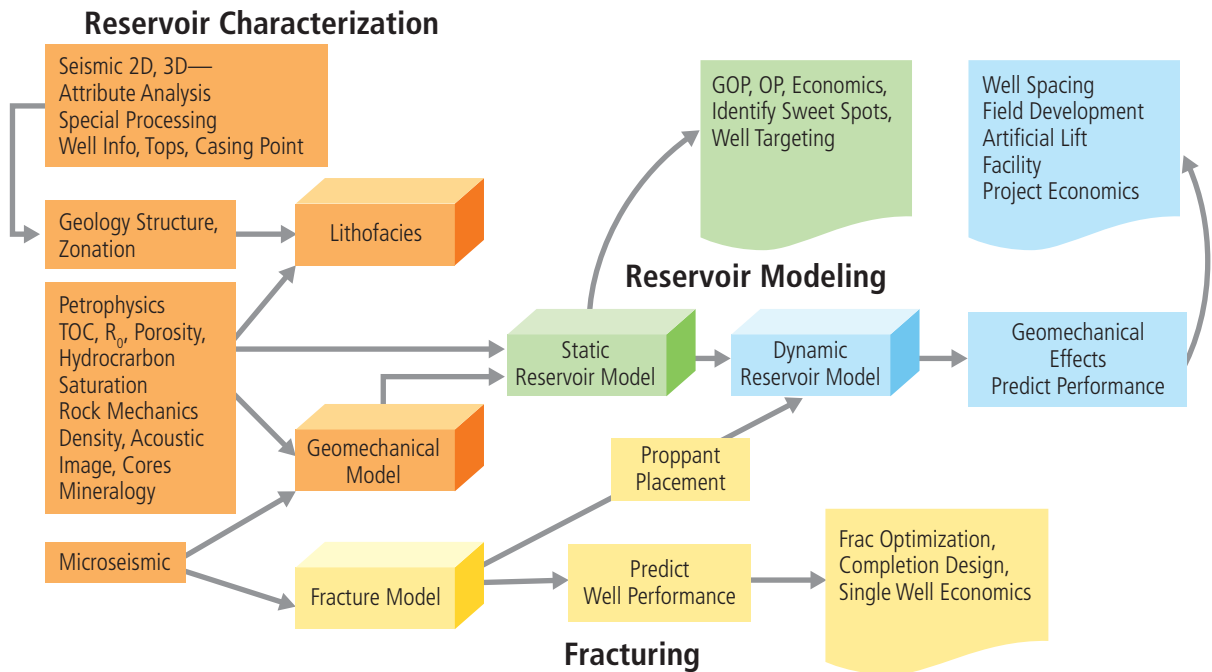 Reservoir Characterization
Seismic 2D, 3D—
Attribute Analysis
Special Processing
Well Info, Tops, Casing Point
Geology Structure,
Zonation
Lithofacies
Petrophysics
TOC, R₀, Porosity,
Hydrocrarbon
Saturation
Rock Mechanics
Density, Acoustic
Image, Cores
Mineralogy
Geomechanical
Model
Microseismic
GOP, OP, Economics,
Identify Sweet Spots,
Well Targeting
Well Spacing
Field Development
Artificial Lift
Facility
Project Economics
Reservoir Modeling
Static
Reservoir Model
Dynamic
Reservoir Model
Geomechanical
Effects
Predict Performance
Proppant
Placement
Fracture Model
Predict
Well Performance
Frac Optimization,
Completion Design,
Single Well Economics
Fracturing